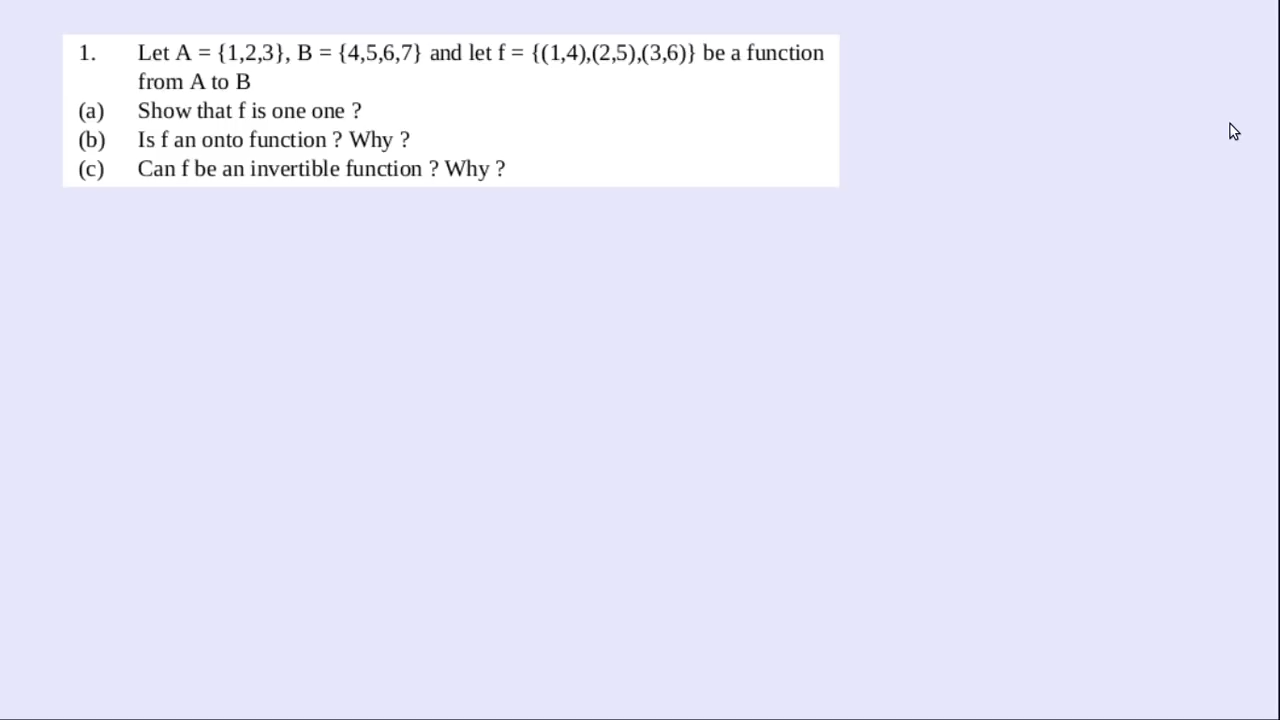 1. Let A = {1,2,3}, B = {4,5,6,7} and let f = {(1,4),(2,5),(3,6)} be a function
from A to B
(a) Show that f is one one ?
(b) Is f an onto function ? Why ?
(c) Can f be an invertible function ? Why ?